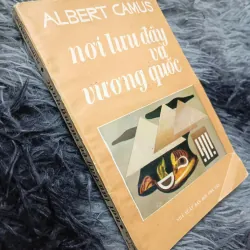 ALBERT CAMUS
nơi lưu đày
và
vương quốc